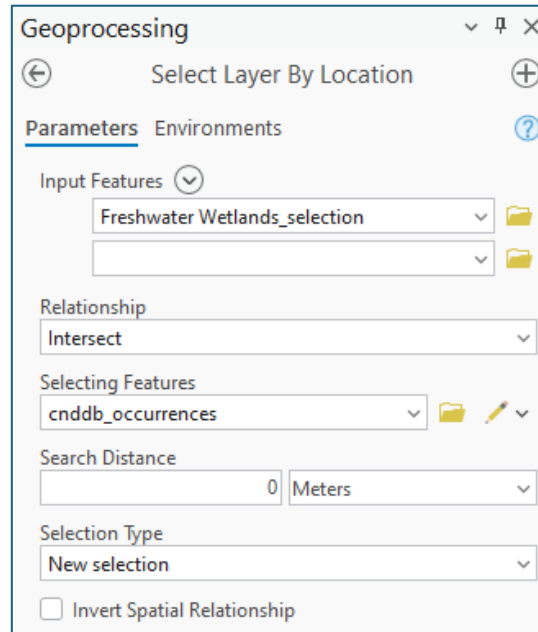 Geoprocessing
Select Layer By Location
Parameters Environments
Input Features
Freshwater Wetlands_selection
Relationship
Intersect
Selecting Features
cnddb_occurrences
Search Distance
0 Meters
Selection Type
New selection
Invert Spatial Relationship